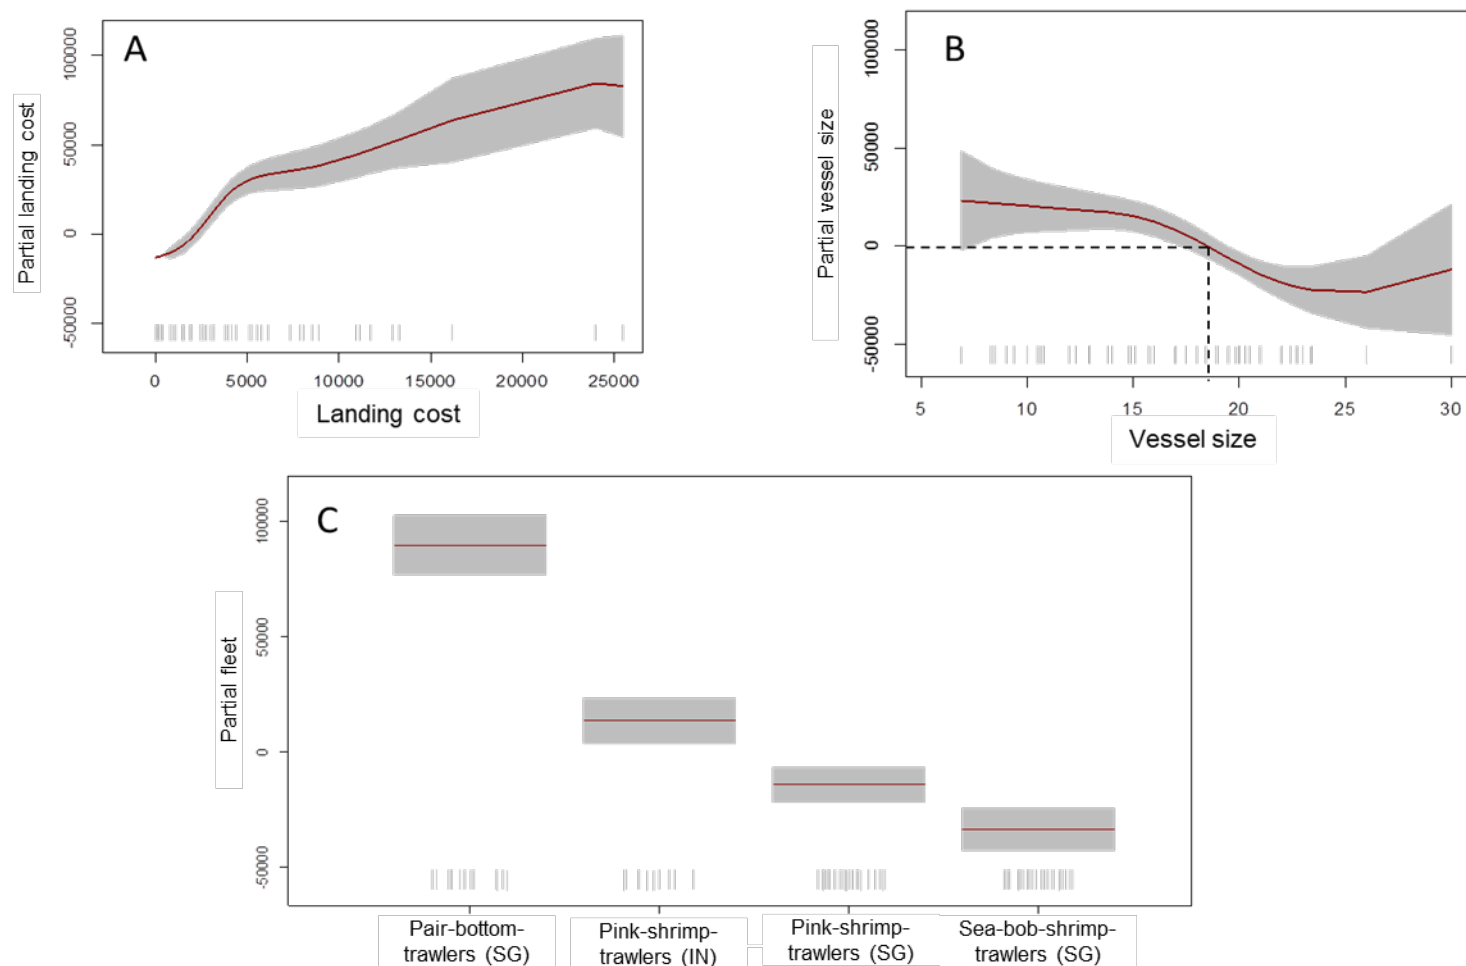 A
Partial landing cost
100000
50000
0
-50000
0 5000 10000 15000 20000 25000
Landing cost
B
Partial vessel size
100000
50000
0
-50000
5 10 15 20 25 30
Vessel size
C
Partial fleet
100000
50000
0
-50000
Pair-bottom-
trawlers (SG)
Pink-shrimp-
trawlers (IN)
Pink-shrimp-
trawlers (SG)
Sea-bob-shrimp-
trawlers (SG)